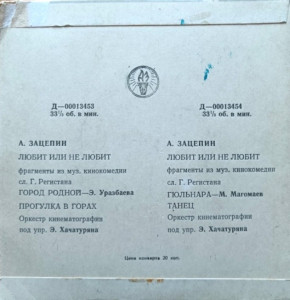 Д—00013453
33⅓ об. в мин.
А. ЗАЦЕПИН
ЛЮБИТ ИЛИ НЕ ЛЮБИТ
фрагменты из муз. кинокомедии
сл. Г. Регистана
ГОРОД РОДНОЙ—Э. Уразбаева
ПРОГУЛКА В ГОРАХ
Оркестр кинематографии
под упр. Э. Хачатуряна
Д—00013454
33⅓ об. в мин.
А. ЗАЦЕПИН
ЛЮБИТ ИЛИ НЕ ЛЮБИТ
фрагменты из муз. кинокомедии
сл. Г. Регистана
ГЮЛЬНАРА—М. Магомаев
ТАНЕЦ
Оркестр кинематографии
под упр. Э. Хачатуряна
Цена конверта 20 коп.